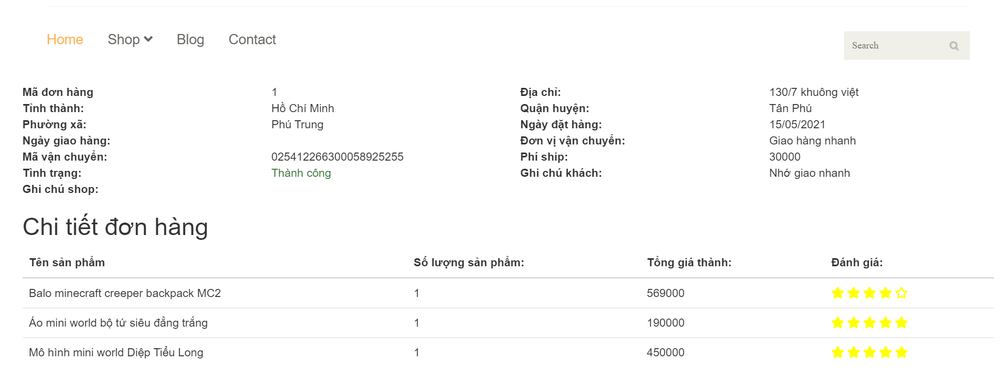 Home Shop Blog Contact Search
Mã đơn hàng 1 Địa chỉ: 130/7 khuông việt
Tỉnh thành: Hồ Chí Minh Quận huyện: Tân Phú
Phường xã: Phú Trung Ngày đặt hàng: 15/05/2021
Ngày giao hàng: Đơn vị vận chuyển: Giao hàng nhanh
Mã vận chuyển: 025412266300058925255 Phí ship: 30000
Tình trạng: Thành công Ghi chú khách: Nhớ giao nhanh
Ghi chú shop:
Chi tiết đơn hàng
Tên sản phẩm Số lượng sản phẩm: Tổng giá thành: Đánh giá:
Balo minecraft creeper backpack MC2 1 569000
Áo mini world bộ tứ siêu đẳng trắng 1 190000
Mô hình mini world Diệp Tiểu Long 1 450000